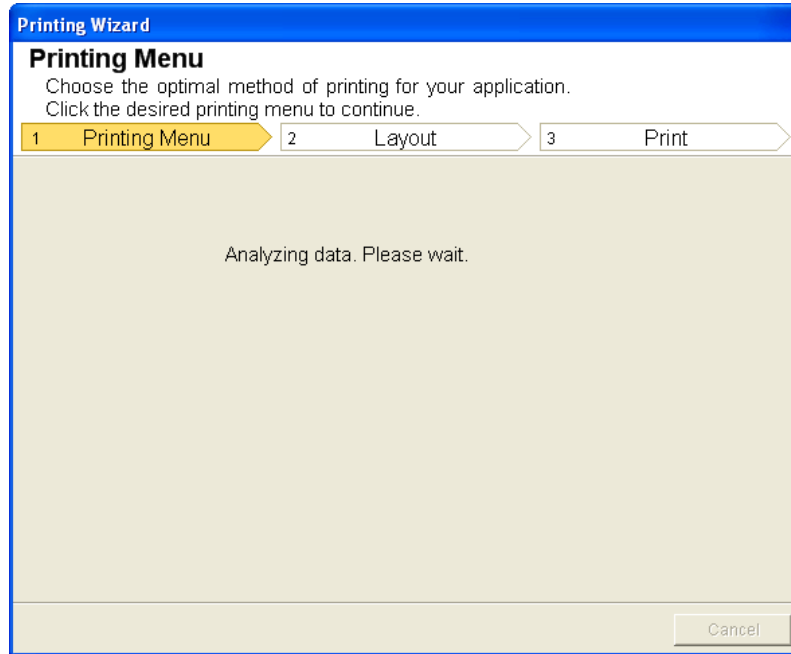 Printing Wizard
Printing Menu
Choose the optimal method of printing for your application.
Click the desired printing menu to continue.
1 Printing Menu 2 Layout 3 Print
Analyzing data. Please wait.
Cancel